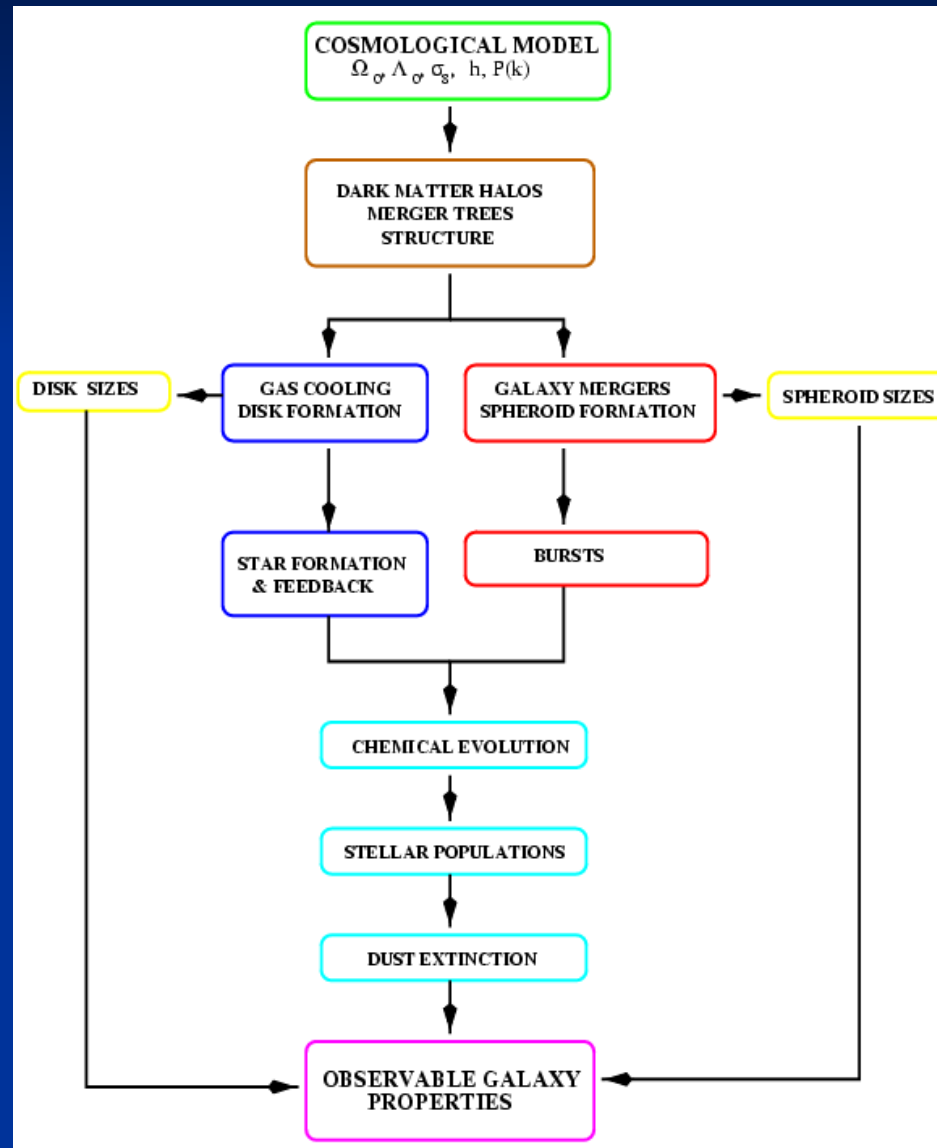 COSMOLOGICAL MODEL
Ω₀, Λ₀, σ₈, h, P(k)
DARK MATTER HALOS
MERGER TREES
STRUCTURE
DISK SIZES
GAS COOLING
DISK FORMATION
GALAXY MERGERS
SPHEROID FORMATION
SPHEROID SIZES
STAR FORMATION
& FEEDBACK
BURSTS
CHEMICAL EVOLUTION
STELLAR POPULATIONS
DUST EXTINCTION
OBSERVABLE GALAXY
PROPERTIES